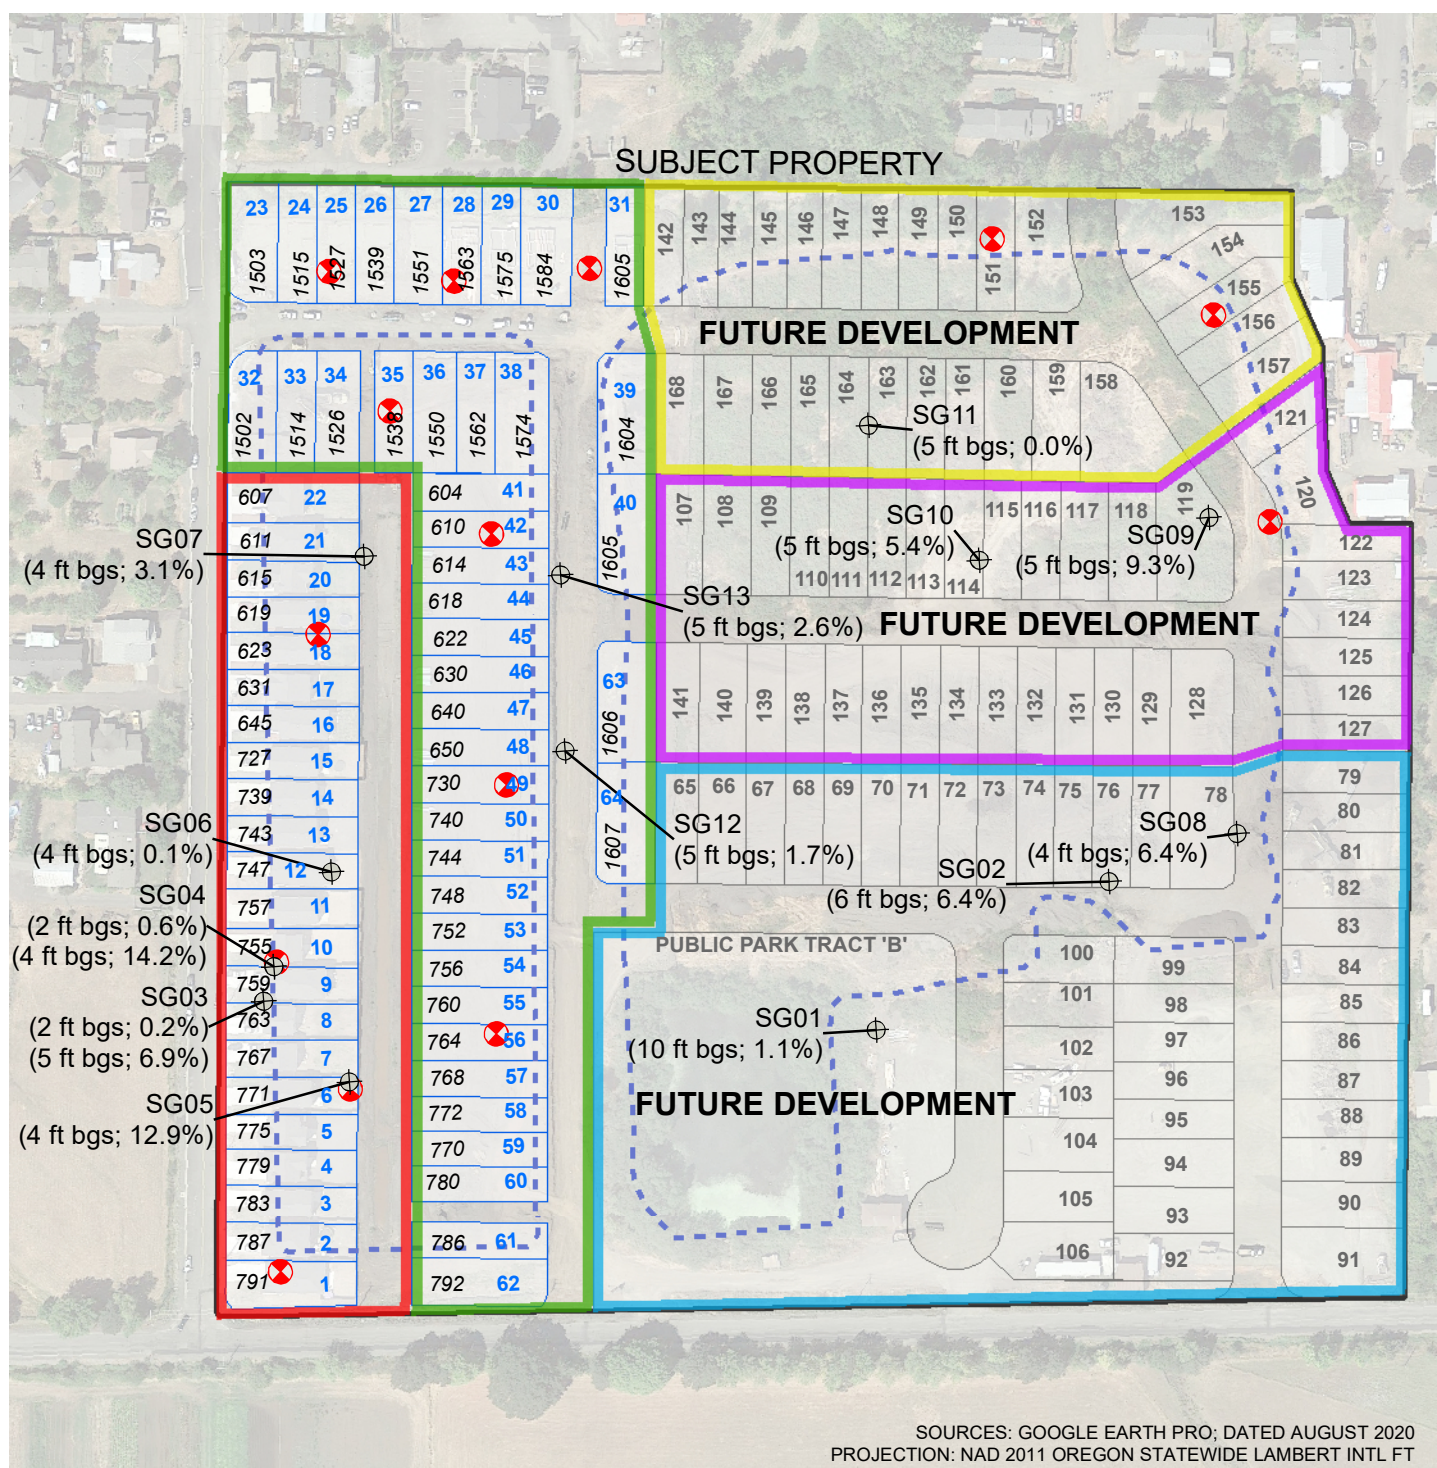 SUBJECT PROPERTY
23 24 25 26 27 28 29 30 31
1503 1515 1527 1539 1551 1563 1575 1584 1605
142 143 144 145 146 147 148 149 150 151 152
153
154
155
156
157
FUTURE DEVELOPMENT
32 33 34 35 36 37 38 39
1502 1514 1526 1538 1550 1562 1574 1604
168 167 166 165 164 163 162 161 160 159 158
SG11
(5 ft bgs; 0.0%)
121
120
119
607 22
611 21
615 20
619 19
623 18
631 17
645 16
727 15
739 14
743 13
747 12
757 11
755 10
759 9
763 8
767 7
771 6
775 5
779 4
783 3
787 2
791 1
604 41
610 42
614 43
618 44
622 45
630 46
640 47
650 48
730 49
740 50
744 51
748 52
752 53
756 54
760 55
764 56
768 57
772 58
770 59
780 60
786 61
792 62
40
1605
63
1606
64
1607
SG07
(4 ft bgs; 3.1%)
SG06
(4 ft bgs; 0.1%)
SG04
(2 ft bgs; 0.6%)
(4 ft bgs; 14.2%)
SG03
(2 ft bgs; 0.2%)
(5 ft bgs; 6.9%)
SG05
(4 ft bgs; 12.9%)
107 108 109
SG10
(5 ft bgs; 5.4%)
115 116 117 118
SG09
(5 ft bgs; 9.3%)
110 111 112 113 114
SG13
(5 ft bgs; 2.6%)
FUTURE DEVELOPMENT
122
123
124
125
126
127
141 140 139 138 137 136 135 134 133 132 131 130 129 128
65 66 67 68 69 70 71 72 73 74 75 76 77 78
SG12
(5 ft bgs; 1.7%)
SG08
(4 ft bgs; 6.4%)
SG02
(6 ft bgs; 6.4%)
79
80
81
82
83
84
85
86
87
88
89
90
91
PUBLIC PARK TRACT 'B'
SG01
(10 ft bgs; 1.1%)
FUTURE DEVELOPMENT
100
101
102
103
104
105
106
99
98
97
96
95
94
93
92
SOURCES: GOOGLE EARTH PRO; DATED AUGUST 2020
PROJECTION: NAD 2011 OREGON STATEWIDE LAMBERT INTL FT